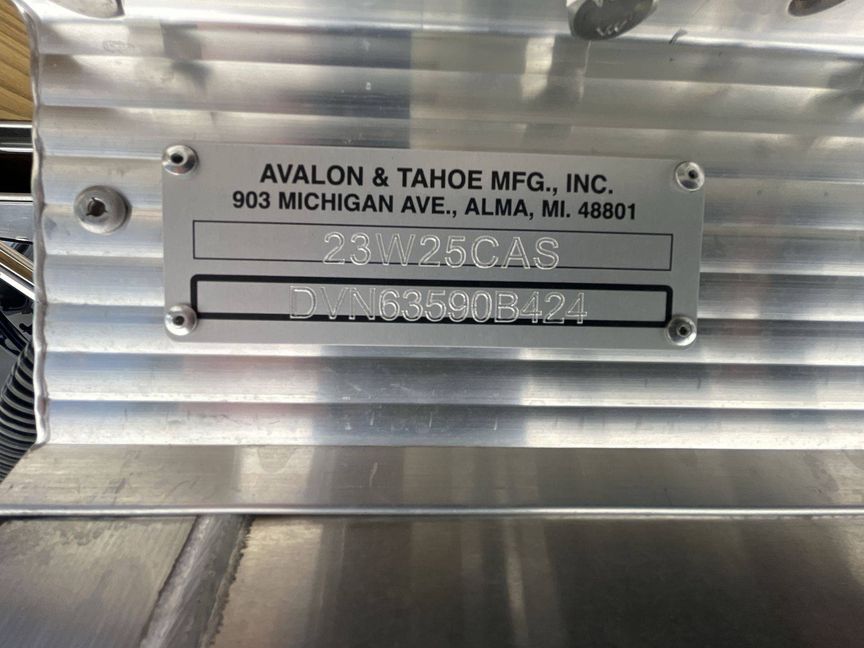 AVALON & TAHOE MFG., INC.
903 MICHIGAN AVE., ALMA, MI. 48801
23W25CAS
DVN63590B424